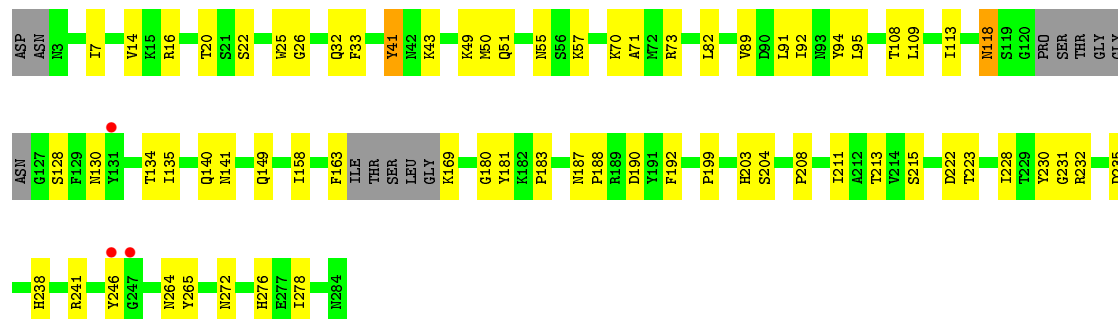 ASP ASN N3 I7 V14 K15 R16 T20 S21 S22 W25 G26 Q32 F33 Y41 N42 K43 K49 M50 Q51 N55 S56 K57 K70 A71 M72 R73 L82 V89 D90 L91 I92 N93 Y94 L95 T108 L109 I113 N118 S119 G120 PRO SER THR GLY GLY
ASN G127 S128 F129 N130 Y131 T134 I135 Q140 N141 Q149 I158 F163 ILE THR SER LEU GLY K169 G180 Y181 K182 P183 N187 P188 R189 D190 Y191 F192 P199 H203 S204 P208 I211 A212 T213 V214 S215 D222 T223 I228 T229 Y230 G231 R232 D235
H238 R241 Y246 G247 N264 Y265 N272 H276 E277 I278 N284